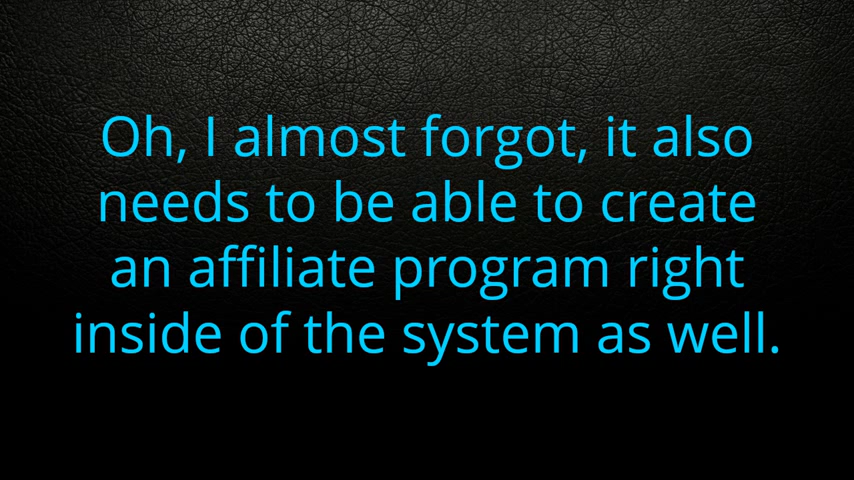 Oh, I almost forgot, it also
needs to be able to create
an affiliate program right
inside of the system as well.